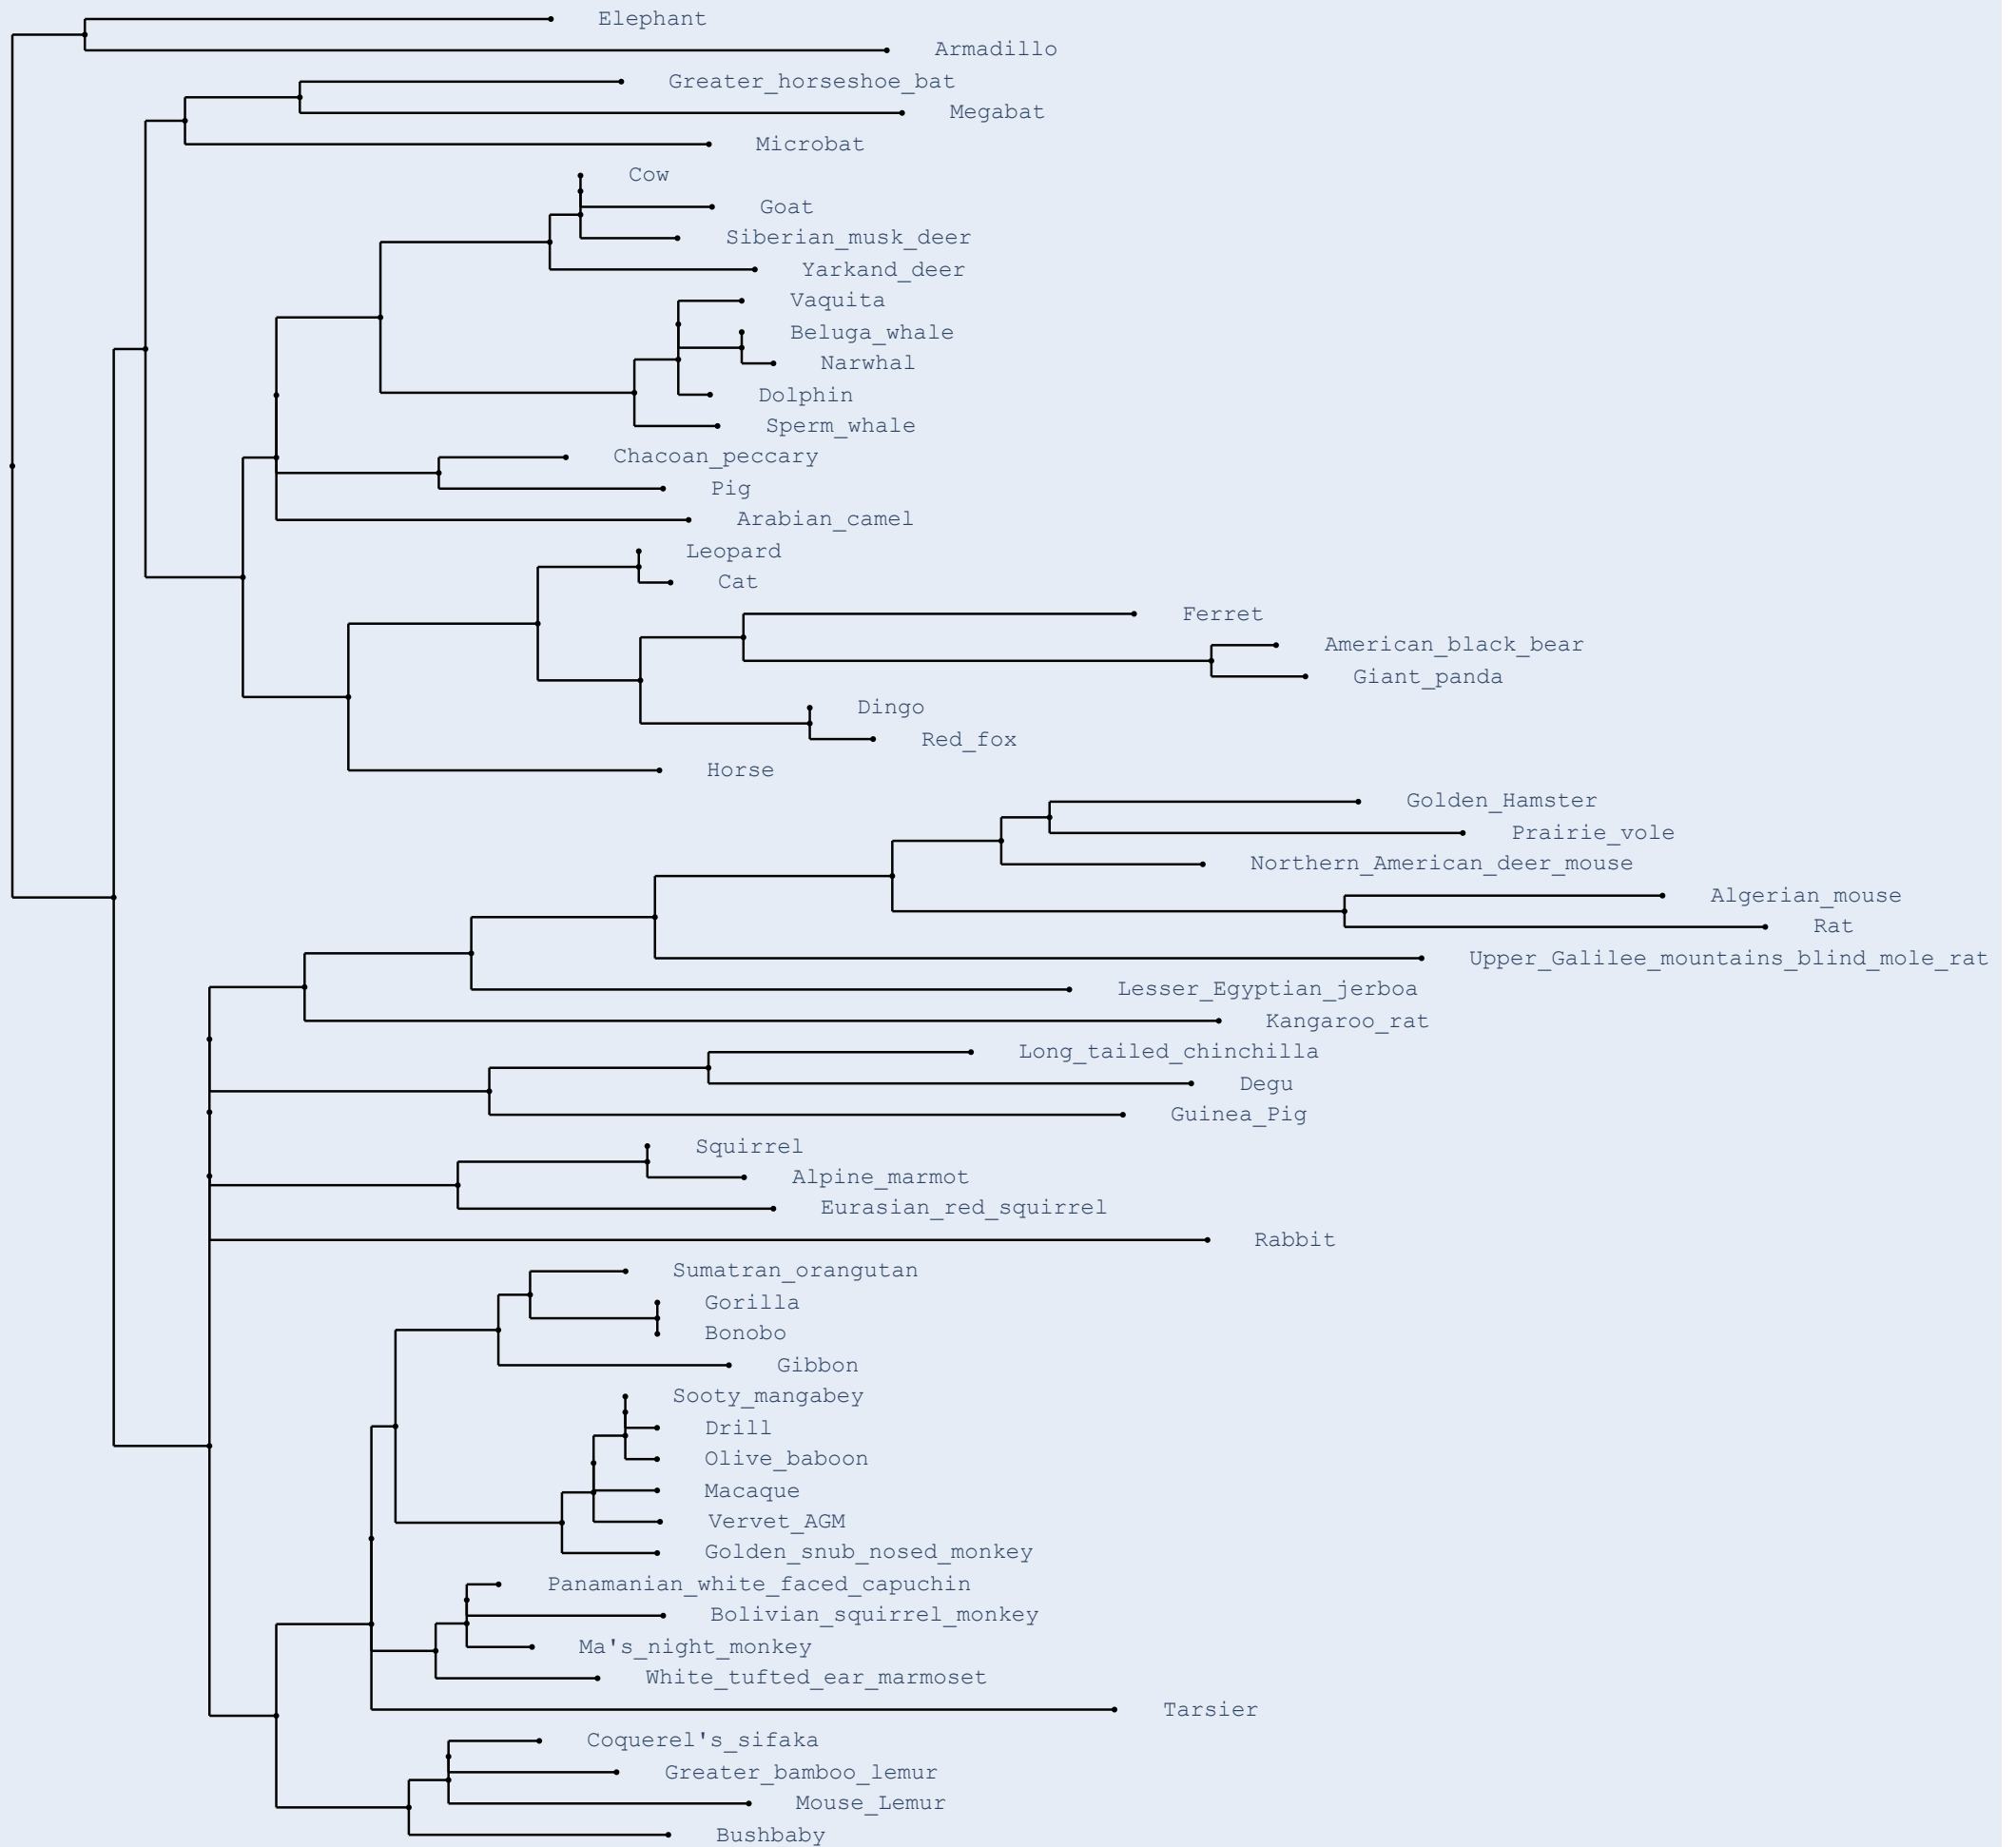 Elephant
Armadillo
Greater_horseshoe_bat
Megabat
Microbat
Cow
Goat
Siberian_musk_deer
Yarkand_deer
Vaquita
Beluga_whale
Narwhal
Dolphin
Sperm_whale
Chacoan_peccary
Pig
Arabian_camel
Leopard
Cat
Ferret
American_black_bear
Giant_panda
Dingo
Red_fox
Horse
Golden_Hamster
Prairie_vole
Northern_American_deer_mouse
Algerian_mouse
Rat
Upper_Galilee_mountains_blind_mole_rat
Lesser_Egyptian_jerboa
Kangaroo_rat
Long_tailed_chinchilla
Degu
Guinea_Pig
Squirrel
Alpine_marmot
Eurasian_red_squirrel
Rabbit
Sumatran_orangutan
Gorilla
Bonobo
Gibbon
Sooty_mangabey
Drill
Olive_baboon
Macaque
Vervet_AGM
Golden_snub_nosed_monkey
Panamanian_white_faced_capuchin
Bolivian_squirrel_monkey
Ma's_night_monkey
White_tufted_ear_marmoset
Tarsier
Coquerel's_sifaka
Greater_bamboo_lemur
Mouse_Lemur
Bushbaby